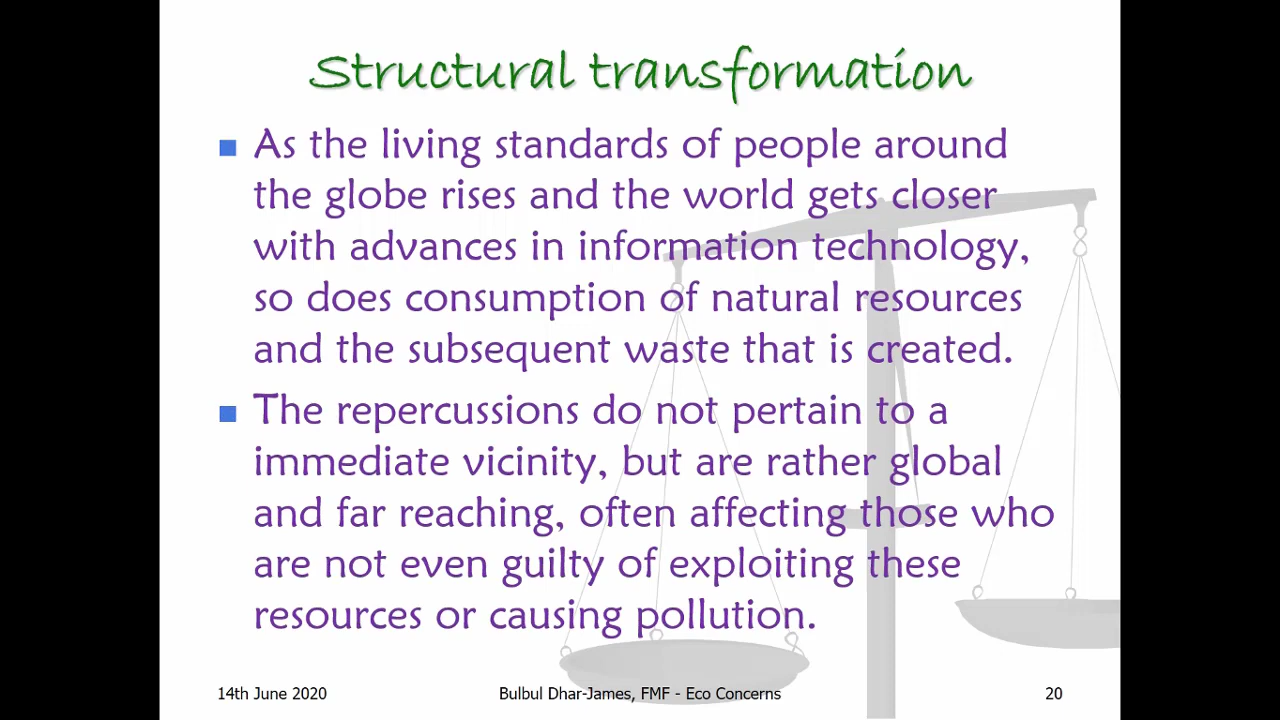 Structural transformation
As the living standards of people around
the globe rises and the world gets closer
with advances in information technology,
so does consumption of natural resources
and the subsequent waste that is created.
The repercussions do not pertain to a
immediate vicinity, but are rather global
and far reaching, often affecting those who
are not even guilty of exploiting these
resources or causing pollution.
14th June 2020
Bulbul Dhar-James, FMF - Eco Concerns
20